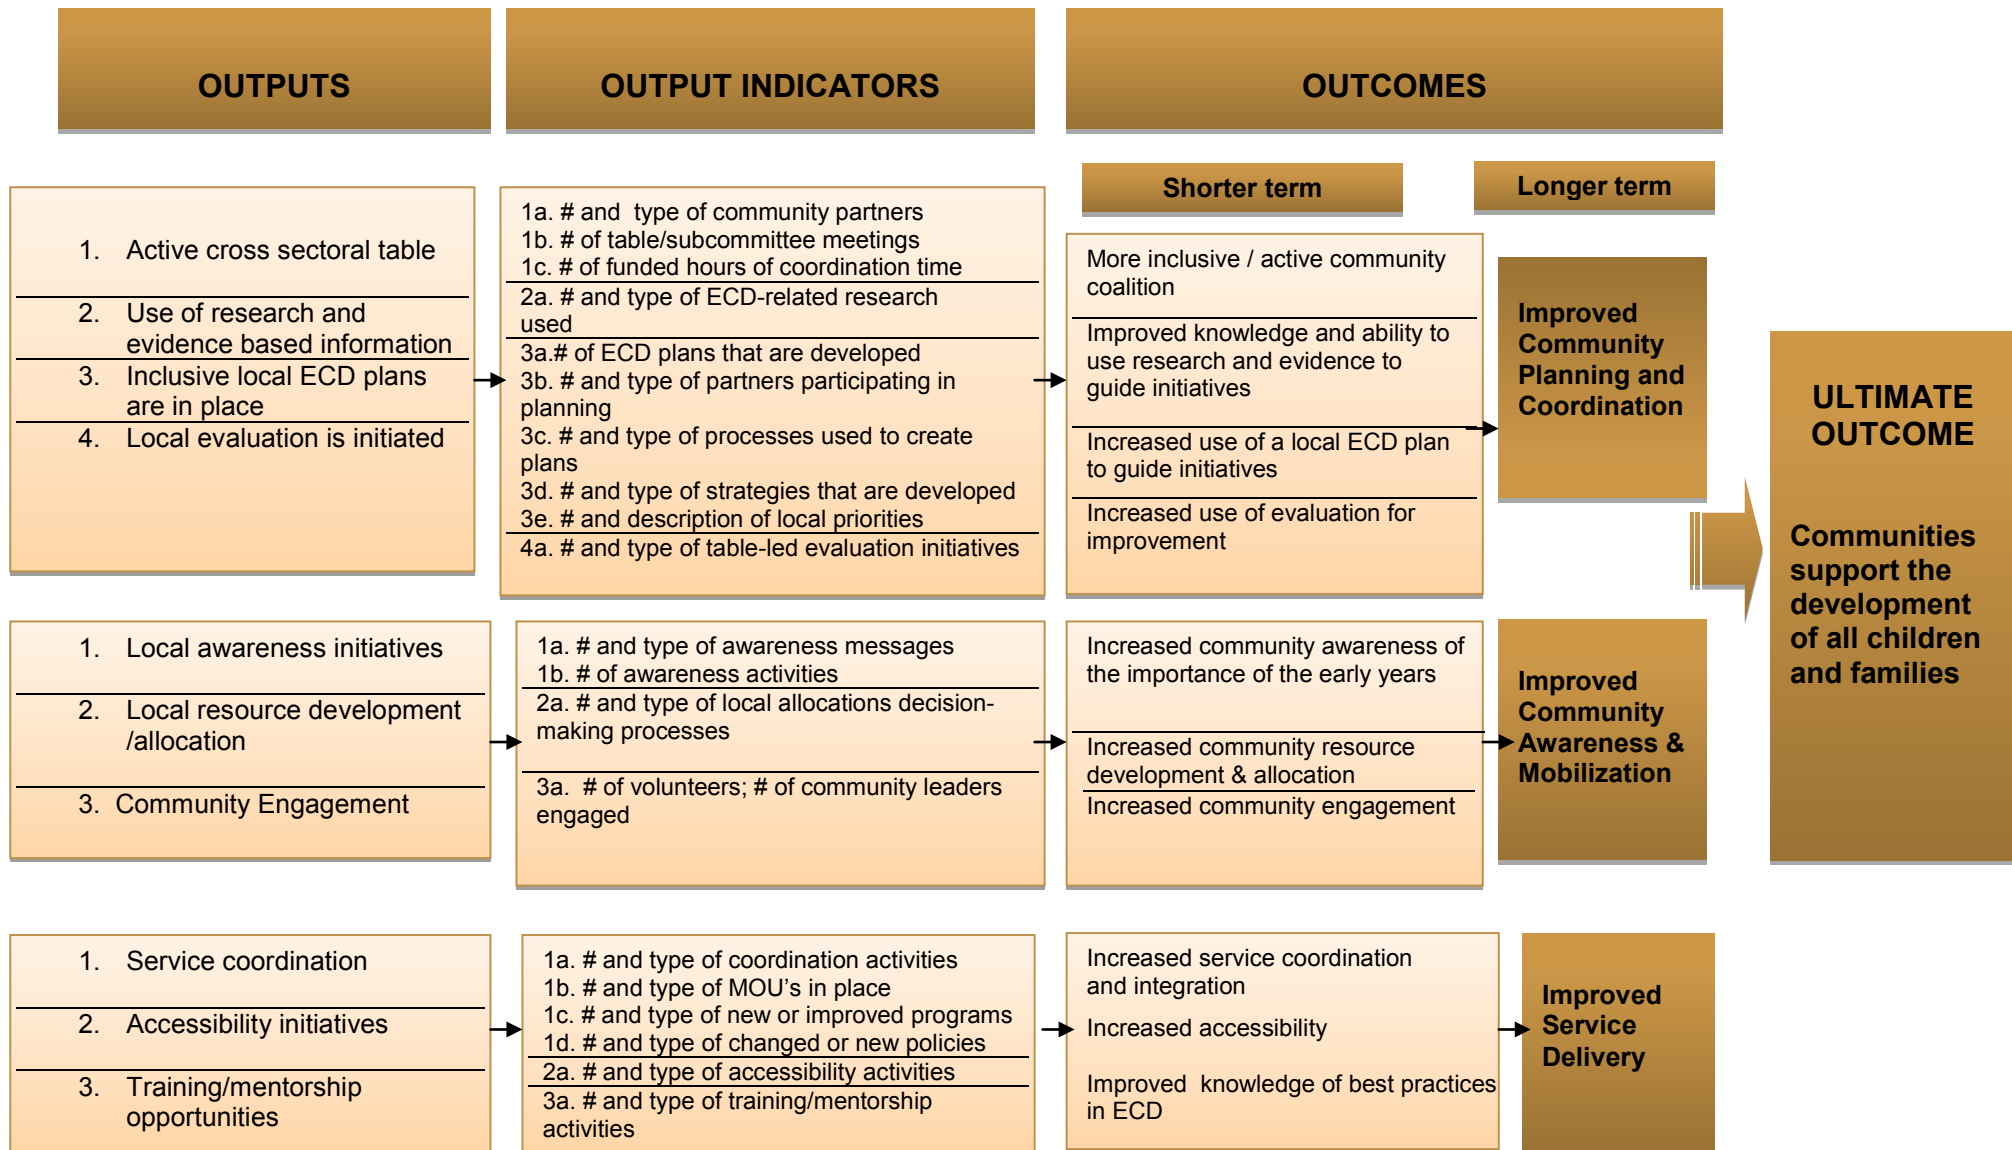 OUTPUTS
OUTPUT INDICATORS
OUTCOMES
Shorter term
Longer term
1. Active cross sectoral table
2. Use of research and
evidence based information
3. Inclusive local ECD plans
are in place
4. Local evaluation is initiated
1a. # and type of community partners
1b. # of table/subcommittee meetings
1c. # of funded hours of coordination time
2a. # and type of ECD-related research
used
3a.# of ECD plans that are developed
3b. # and type of partners participating in
planning
3c. # and type of processes used to create
plans
3d. # and type of strategies that are developed
3e. # and description of local priorities
4a. # and type of table-led evaluation initiatives
More inclusive / active community
coalition
Improved knowledge and ability to
use research and evidence to
guide initiatives
Increased use of a local ECD plan
to guide initiatives
Increased use of evaluation for
improvement
Improved
Community
Planning and
Coordination
ULTIMATE
OUTCOME
Communities
support the
development
of all children
and families
1. Local awareness initiatives
2. Local resource development
/allocation
3. Community Engagement
1a. # and type of awareness messages
1b. # of awareness activities
2a. # and type of local allocations decision-
making processes
3a. # of volunteers; # of community leaders
engaged
Increased community awareness of
the importance of the early years
Increased community resource
development & allocation
Increased community engagement
Improved
Community
Awareness &
Mobilization
1. Service coordination
2. Accessibility initiatives
3. Training/mentorship
opportunities
1a. # and type of coordination activities
1b. # and type of MOU's in place
1c. # and type of new or improved programs
1d. # and type of changed or new policies
2a. # and type of accessibility activities
3a. # and type of training/mentorship
activities
Increased service coordination
and integration
Increased accessibility
Improved knowledge of best practices
in ECD
Improved
Service
Delivery